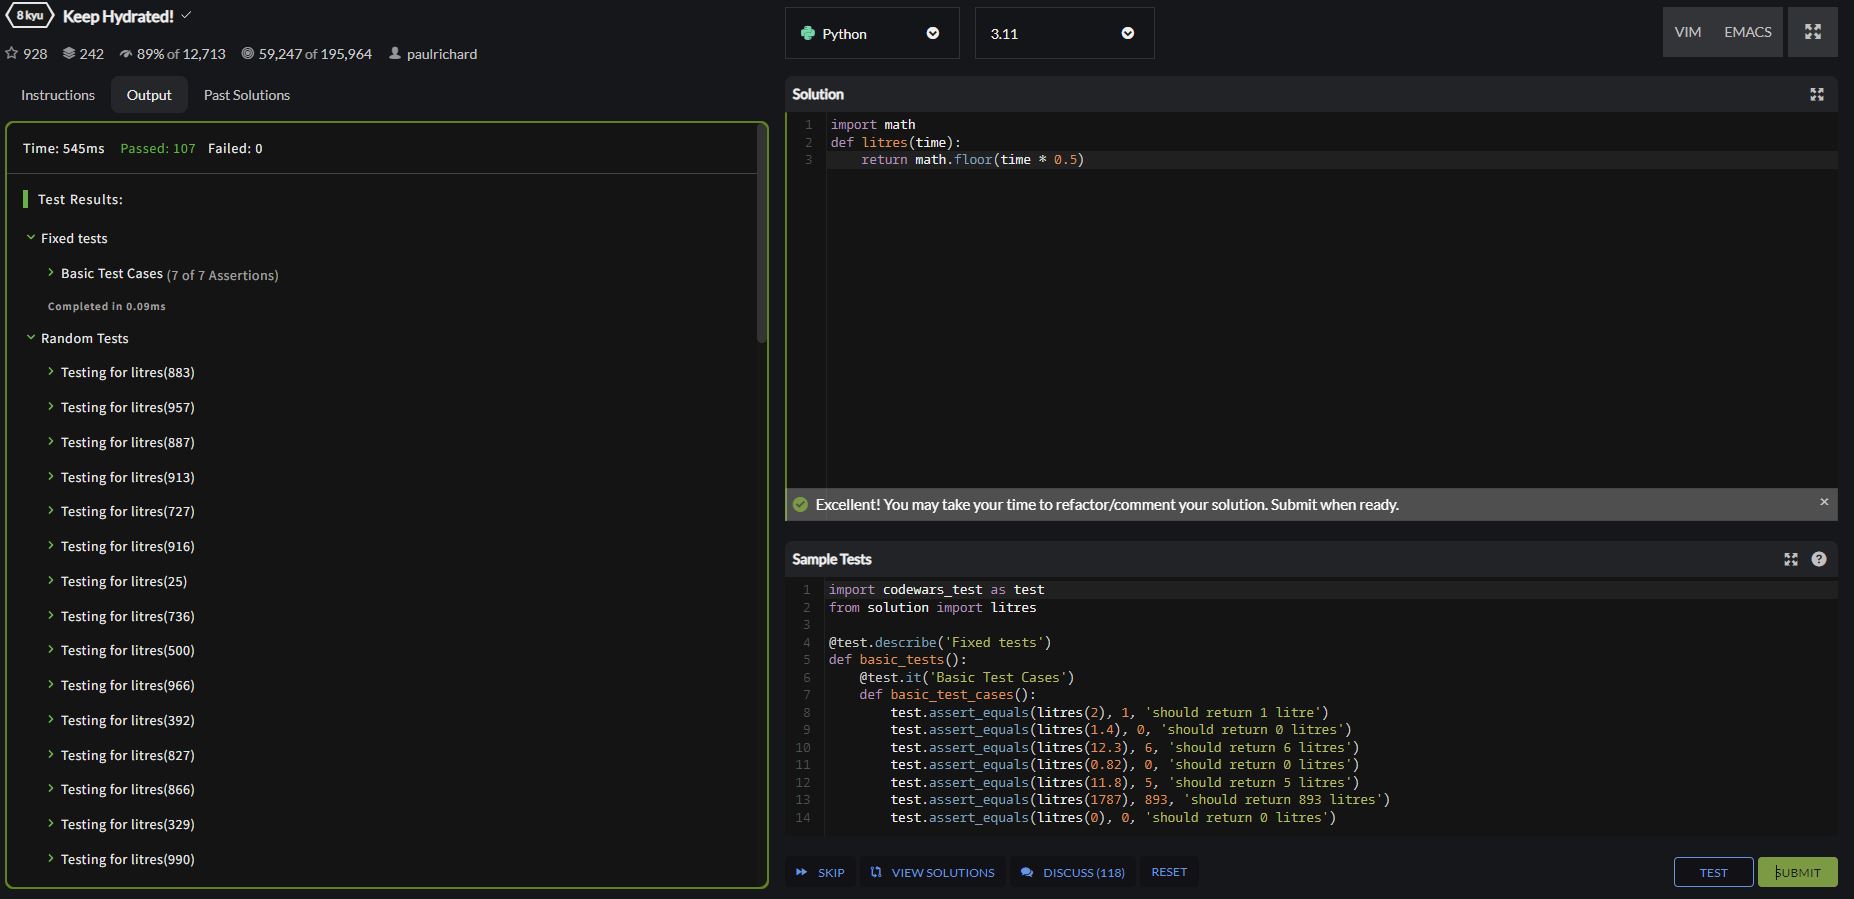 8 kyu Keep Hydrated!
928 242 89% of 12,713 59,247 of 195,964 paulrichard
Instructions Output Past Solutions
Time: 545ms Passed: 107 Failed: 0
Test Results:
Fixed tests
Basic Test Cases (7 of 7 Assertions)
Completed in 0.09ms
Random Tests
Testing for litres(883)
Testing for litres(957)
Testing for litres(887)
Testing for litres(913)
Testing for litres(727)
Testing for litres(916)
Testing for litres(25)
Testing for litres(736)
Testing for litres(500)
Testing for litres(966)
Testing for litres(392)
Testing for litres(827)
Testing for litres(866)
Testing for litres(329)
Testing for litres(990)
Python 3.11 VIM EMACS
Solution
1 import math
2 def litres(time):
3     return math.floor(time * 0.5)
Excellent! You may take your time to refactor/comment your solution. Submit when ready. ×
Sample Tests ?
1 import codewars_test as test
2 from solution import litres
3
4 @test.describe('Fixed tests')
5 def basic_tests():
6     @test.it('Basic Test Cases')
7     def basic_test_cases():
8         test.assert_equals(litres(2), 1, 'should return 1 litre')
9         test.assert_equals(litres(1.4), 0, 'should return 0 litres')
10         test.assert_equals(litres(12.3), 6, 'should return 6 litres')
11         test.assert_equals(litres(0.82), 0, 'should return 0 litres')
12         test.assert_equals(litres(11.8), 5, 'should return 5 litres')
13         test.assert_equals(litres(1787), 893, 'should return 893 litres')
14         test.assert_equals(litres(0), 0, 'should return 0 litres')
SKIP VIEW SOLUTIONS DISCUSS (118) RESET TEST SUBMIT